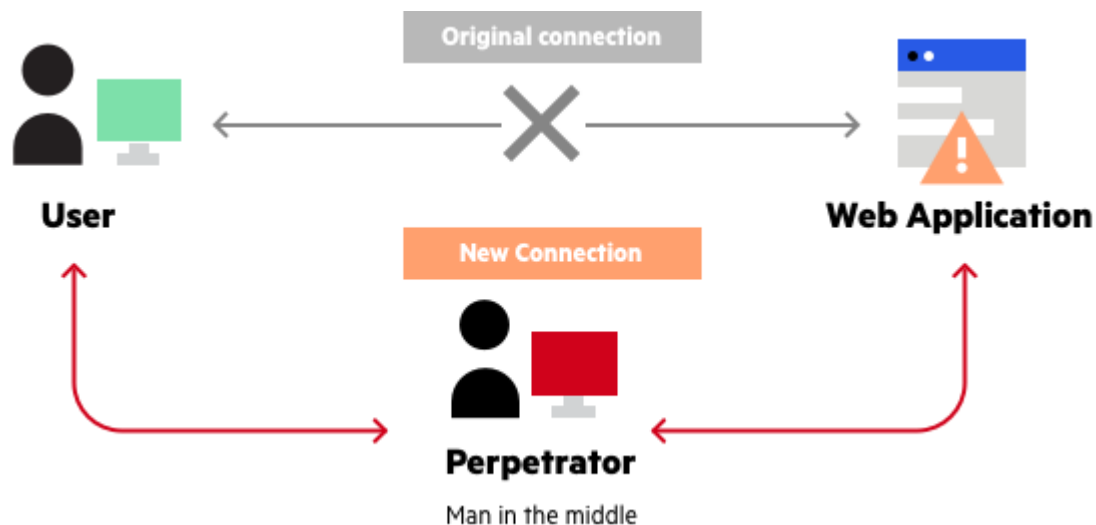 Original connection
User
Web Application
New Connection
Perpetrator
Man in the middle